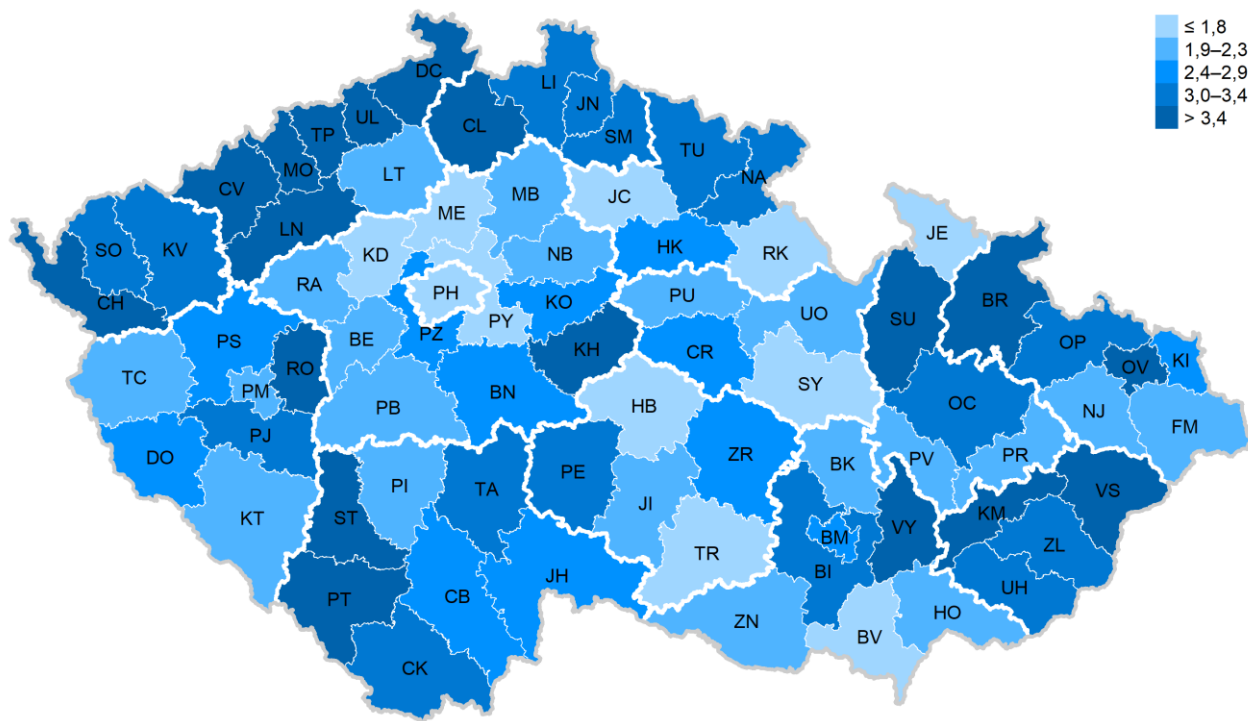 ≤ 1,8
1,9–2,3
2,4–2,9
3,0–3,4
> 3,4
DC
LI
JN
CL
UL
SM
TP
TU
MO
LT
NA
CV
MB
JC
ME
LN
JE
SO
KV
KD
NB
HK
RK
RA
BR
CH
PH
KO
PU
UO
SU
PZ
PY
OP
PS
BE
KH
CR
OV
KI
RO
TC
PM
BN
SY
PB
HB
OC
NJ
FM
PJ
DO
ZR
BK
PV
PR
PI
TA
PE
VS
KT
ST
JI
KM
VY
BM
TR
ZL
BI
JH
UH
PT
CB
HO
ZN
BV
CK